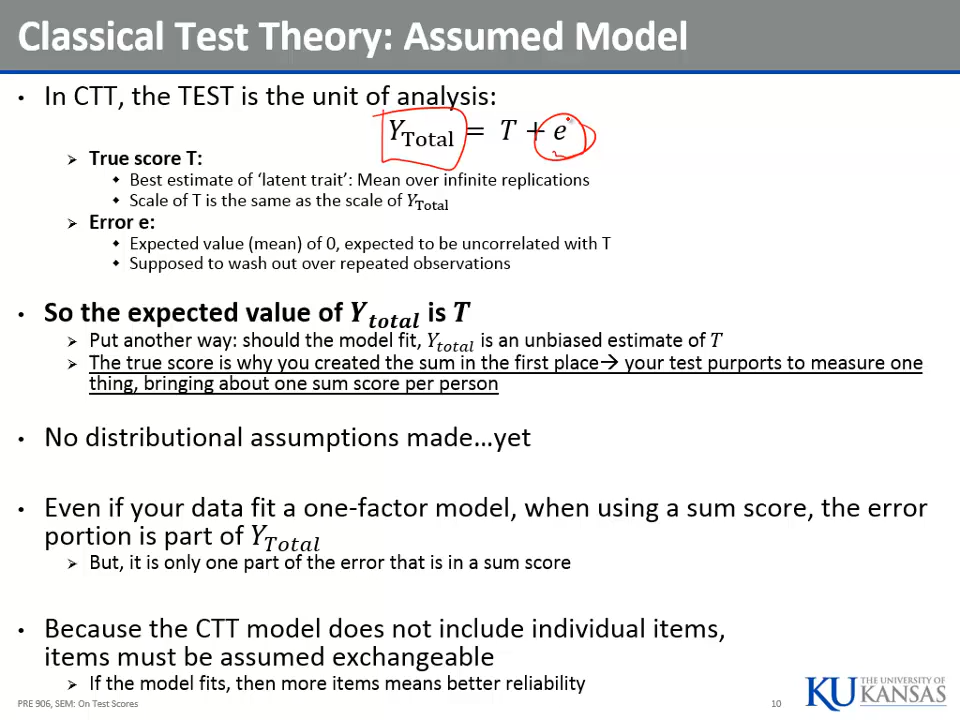 Classical Test Theory: Assumed Model
• In CTT, the TEST is the unit of analysis:
Y_Total = T + e
➢ True score T:
◆ Best estimate of 'latent trait': Mean over infinite replications
◆ Scale of T is the same as the scale of Y_Total
➢ Error e:
◆ Expected value (mean) of 0, expected to be uncorrelated with T
◆ Supposed to wash out over repeated observations
• So the expected value of Y_total is T
➢ Put another way: should the model fit, Y_total is an unbiased estimate of T
➢ The true score is why you created the sum in the first place→ your test purports to measure one
thing, bringing about one sum score per person
• No distributional assumptions made…yet
• Even if your data fit a one-factor model, when using a sum score, the error
portion is part of Y_Total
➢ But, it is only one part of the error that is in a sum score
• Because the CTT model does not include individual items,
items must be assumed exchangeable
➢ If the model fits, then more items means better reliability
PRE 906, SEM: On Test Scores
10
KU THE UNIVERSITY OF
KANSAS